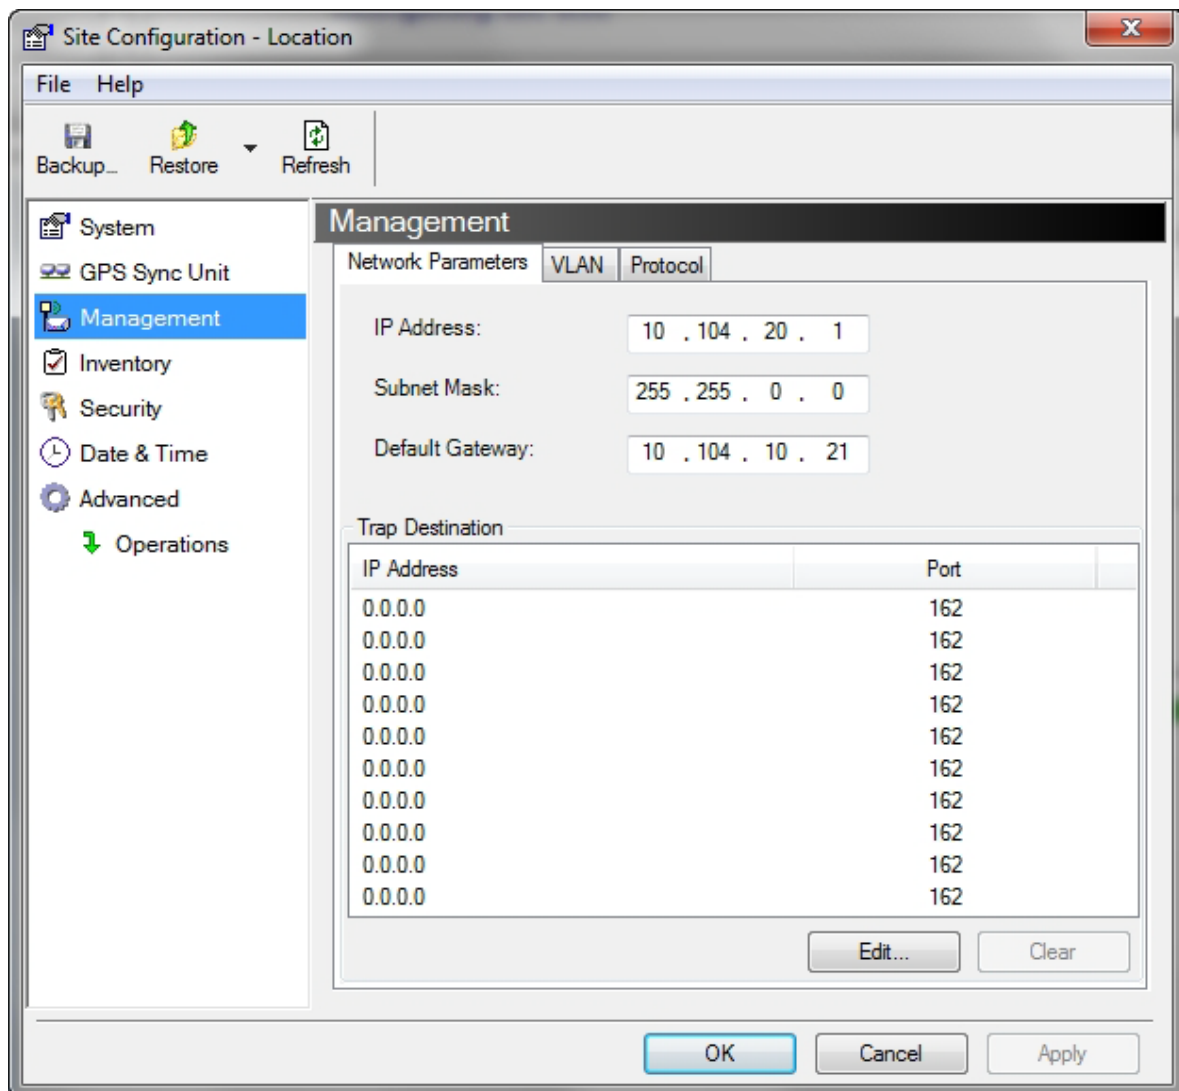 Site Configuration - Location
x
File Help
Backup... Restore Refresh
System
GPS Sync Unit
Management
Inventory
Security
Date & Time
Advanced
Operations
Management
Network Parameters VLAN Protocol
IP Address: 10 . 104 . 20 . 1
Subnet Mask: 255 . 255 . 0 . 0
Default Gateway: 10 . 104 . 10 . 21
Trap Destination
IP Address Port
0.0.0.0 162
0.0.0.0 162
0.0.0.0 162
0.0.0.0 162
0.0.0.0 162
0.0.0.0 162
0.0.0.0 162
0.0.0.0 162
0.0.0.0 162
0.0.0.0 162
Edit... Clear
OK Cancel Apply